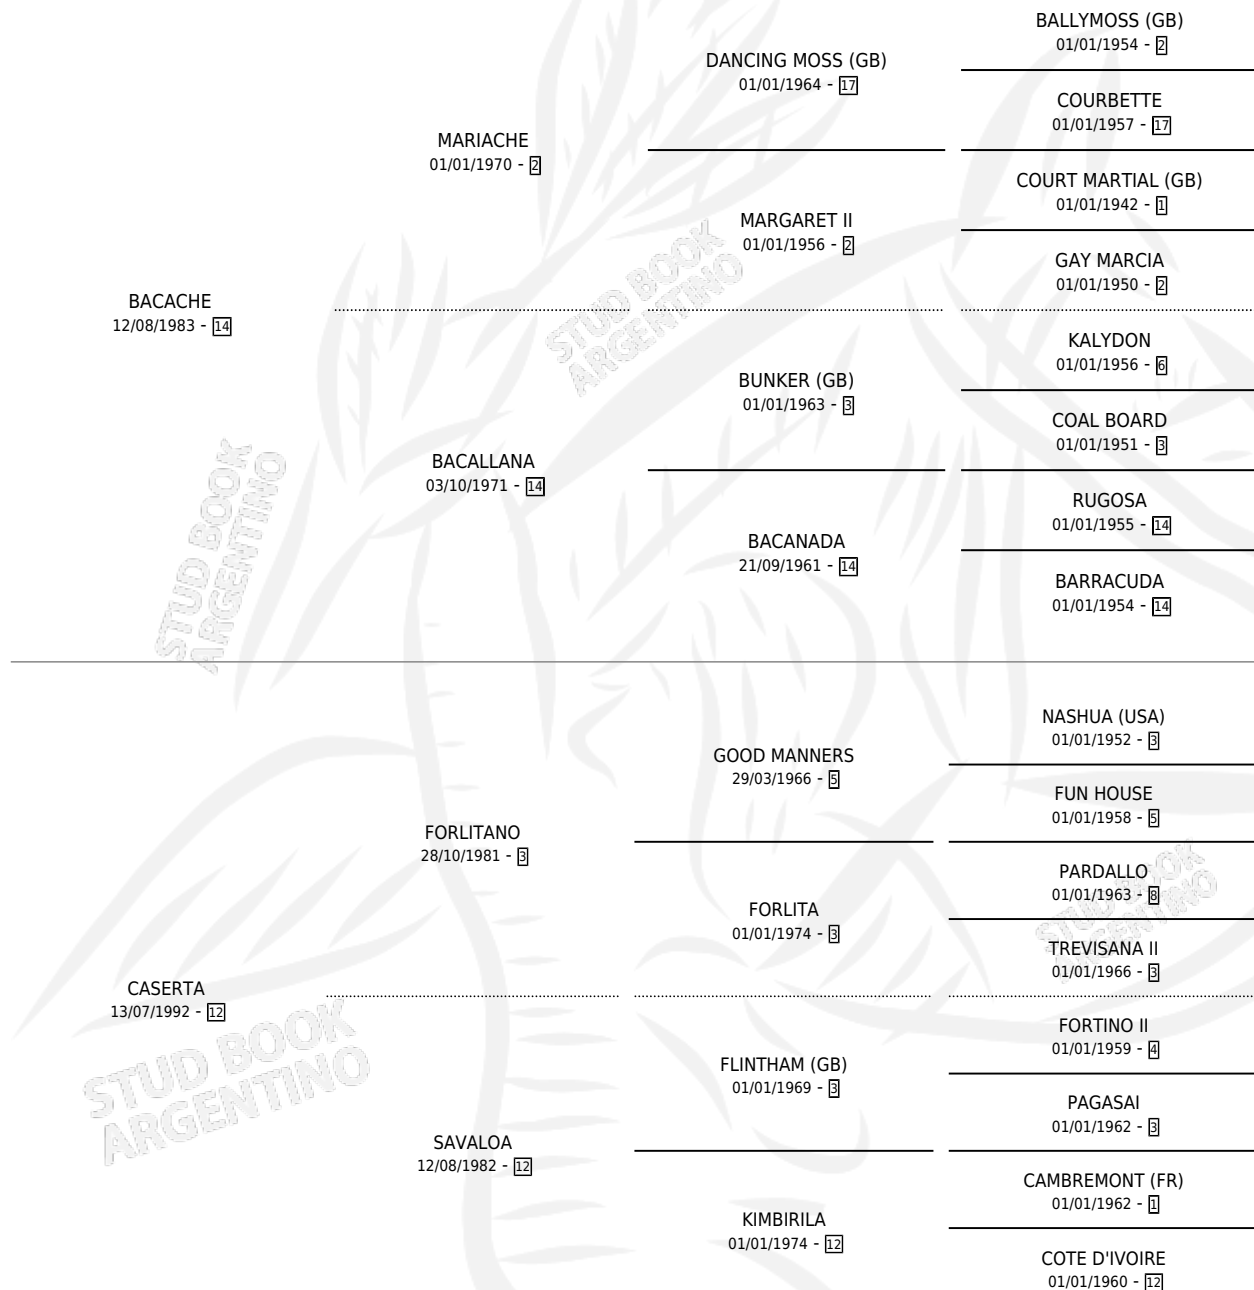 BALLYMOSS (GB)
01/01/1954 - 2
DANCING MOSS (GB)
01/01/1964 - 17
COURBETTE
01/01/1957 - 17
MARIACHE
01/01/1970 - 2
COURT MARTIAL (GB)
01/01/1942 - 1
MARGARET II
01/01/1956 - 2
GAY MARCIA
01/01/1950 - 2
BACACHE
12/08/1983 - 14
KALYDON
01/01/1956 - 6
BUNKER (GB)
01/01/1963 - 3
COAL BOARD
01/01/1951 - 3
BACALLANA
03/10/1971 - 14
RUGOSA
01/01/1955 - 14
BACANADA
21/09/1961 - 14
BARRACUDA
01/01/1954 - 14
NASHUA (USA)
01/01/1952 - 3
GOOD MANNERS
29/03/1966 - 5
FUN HOUSE
01/01/1958 - 5
FORLITANO
28/10/1981 - 3
PARDALLO
01/01/1963 - 8
FORLITA
01/01/1974 - 3
TREVISANA II
01/01/1966 - 3
CASERTA
13/07/1992 - 12
FORTINO II
01/01/1959 - 4
FLINTHAM (GB)
01/01/1969 - 3
PAGASAI
01/01/1962 - 3
SAVALOA
12/08/1982 - 12
CAMBREMONT (FR)
01/01/1962 - 1
KIMBIRILA
01/01/1974 - 12
COTE D'IVOIRE
01/01/1960 - 12
STUD BOOK
ARGENTINO
STUD BOOK
ARGENTINO
STUD BOOK
ARGENTINO
STUD BOOK
ARGENTINO